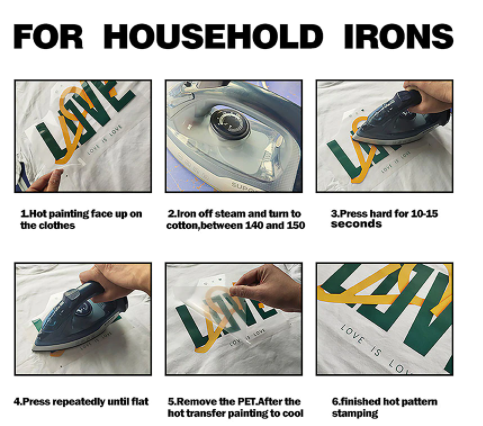 FOR HOUSEHOLD IRONS
LOVE
LOVE IS LOVE
1.Hot painting face up on
the clothes
2.Iron off steam and turn to
cotton,between 140 and 150
3.Press hard for 10-15
seconds
4.Press repeatedly until flat
LOVE IS LOVE
5.Remove the PET.After the
hot transfer painting to cool
LOVE IS LOV
6.finished hot pattern
stamping